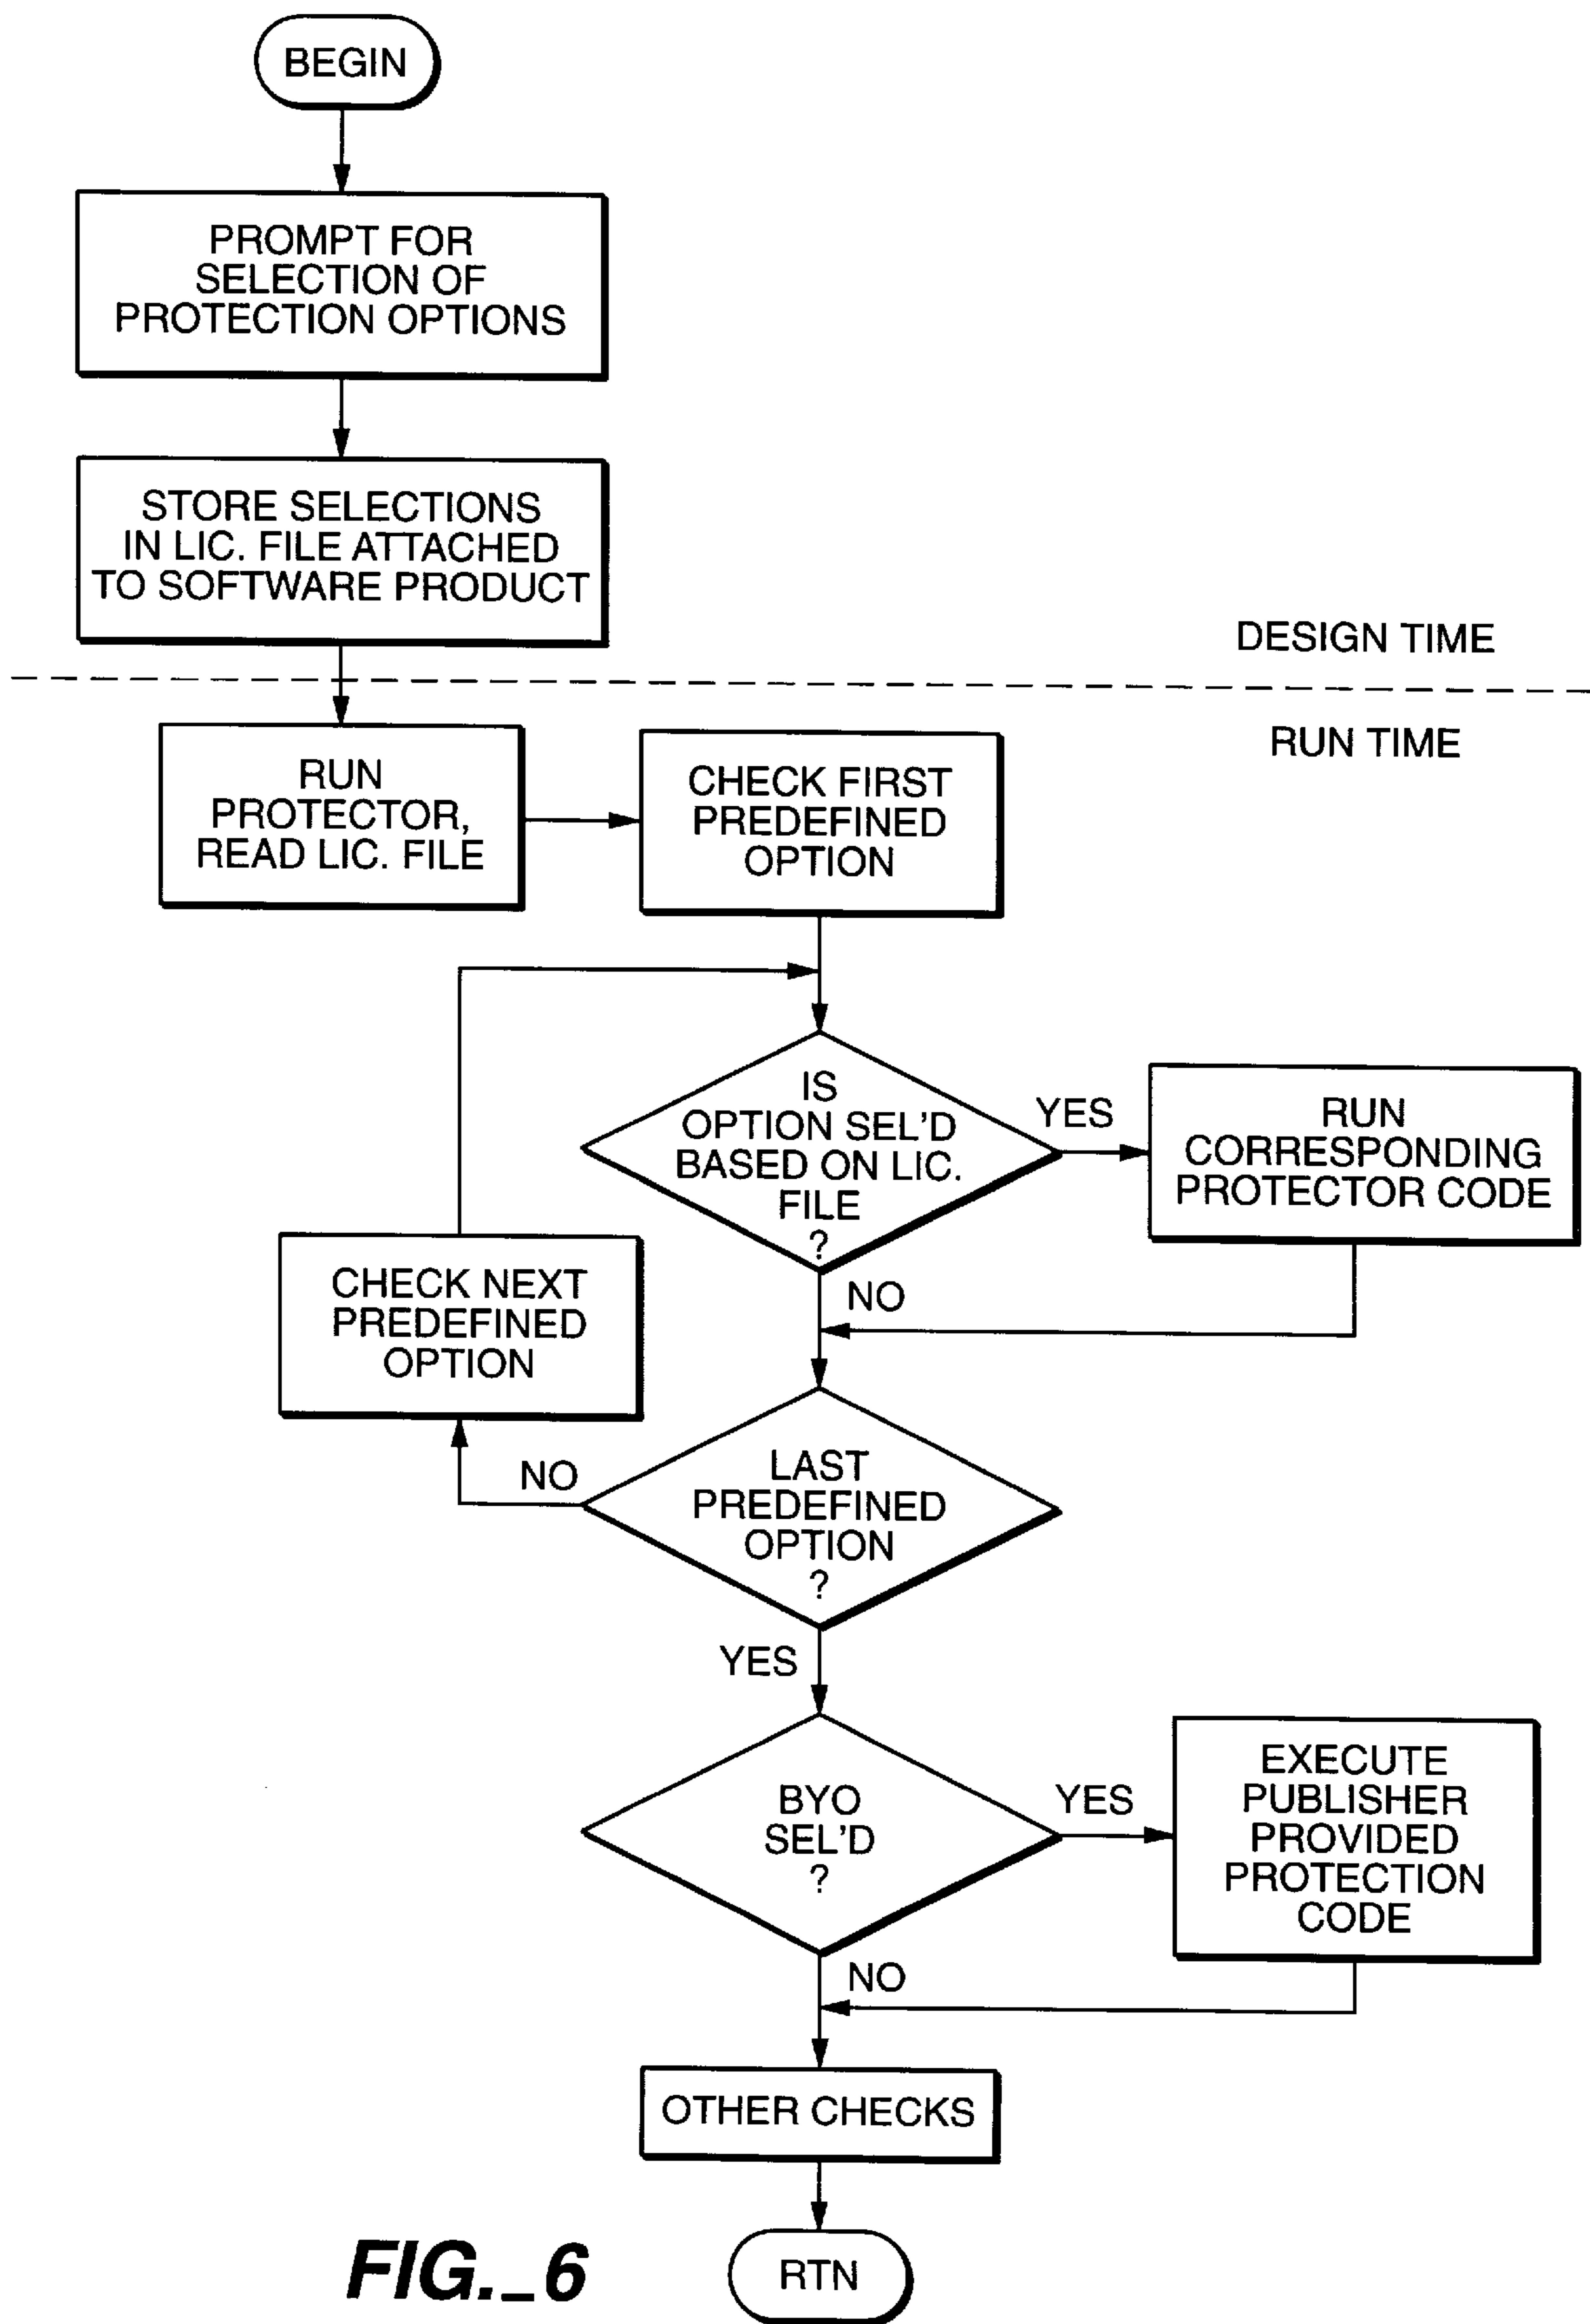 BEGIN
PROMPT FOR
SELECTION OF
PROTECTION OPTIONS
STORE SELECTIONS
IN LIC. FILE ATTACHED
TO SOFTWARE PRODUCT
DESIGN TIME
RUN TIME
RUN
PROTECTOR,
READ LIC. FILE
CHECK FIRST
PREDEFINED
OPTION
IS
OPTION SEL'D
BASED ON LIC.
FILE
?
YES
RUN
CORRESPONDING
PROTECTOR CODE
NO
CHECK NEXT
PREDEFINED
OPTION
NO
LAST
PREDEFINED
OPTION
?
YES
BYO
SEL'D
?
YES
EXECUTE
PUBLISHER
PROVIDED
PROTECTION
CODE
NO
OTHER CHECKS
RTN
FIG._6